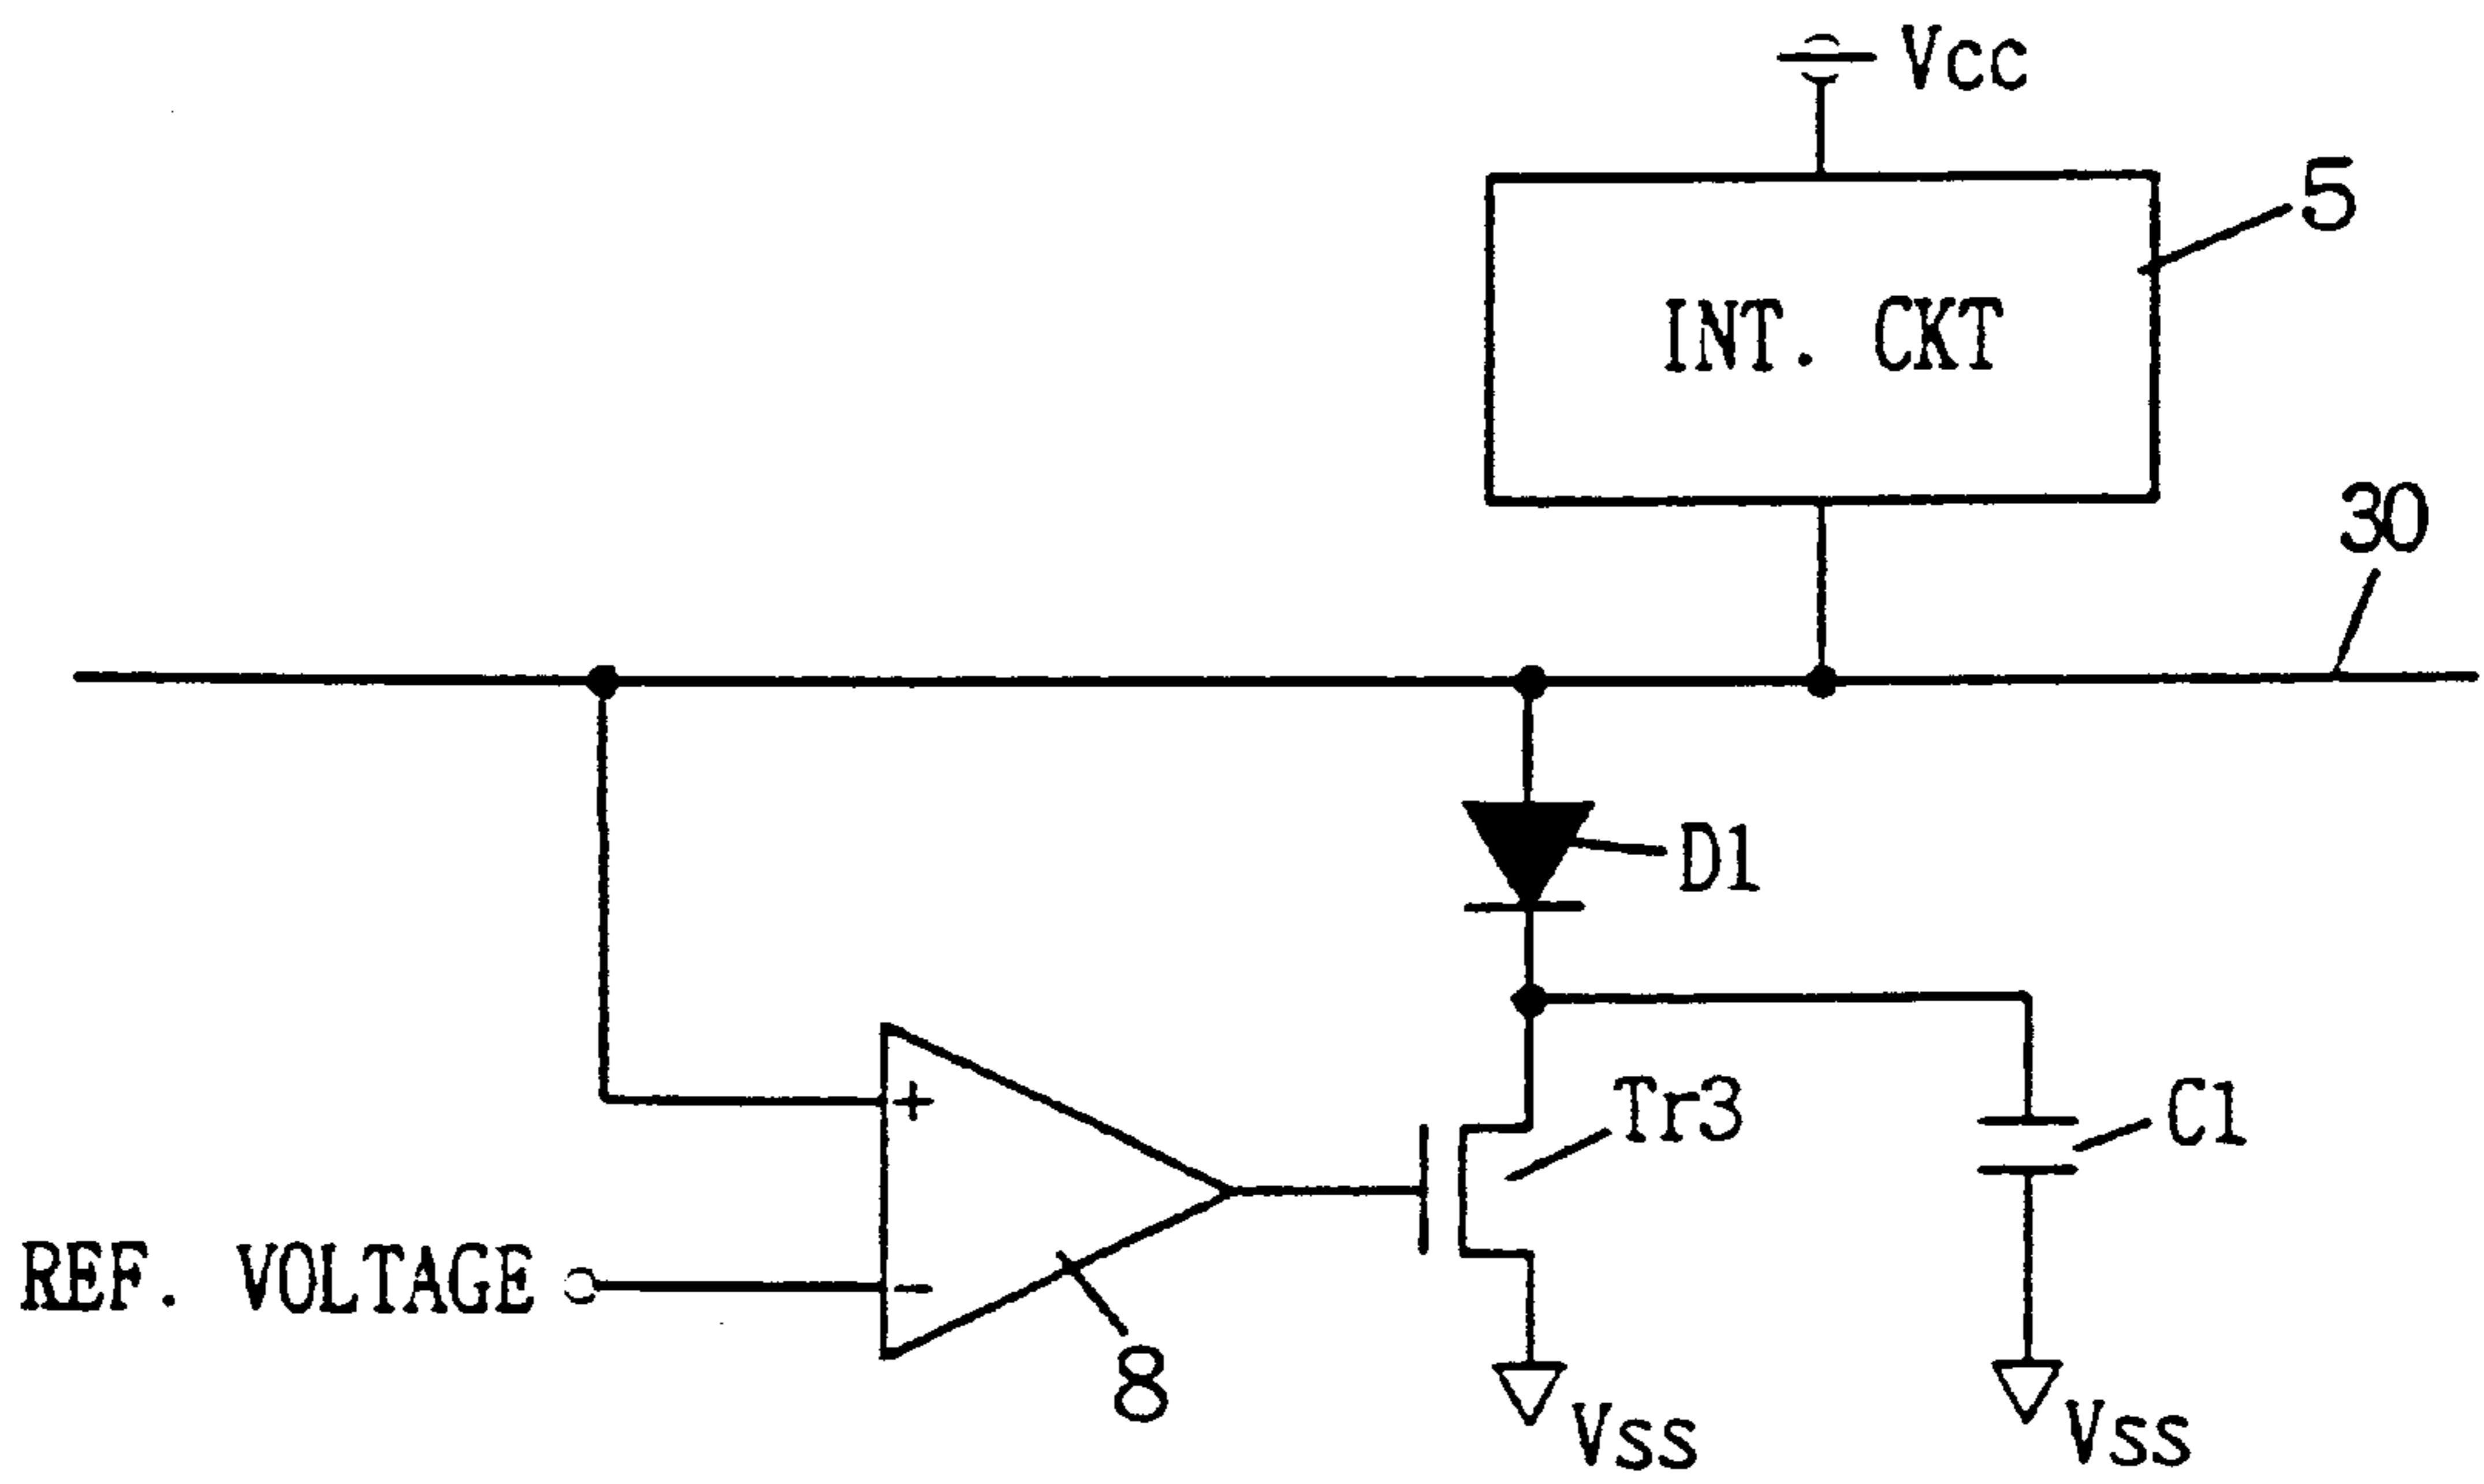 Vcc
5
INT. CKT
30
D1
Tr3
C1
+
REF. VOLTAGE
-
8
Vss
Vss